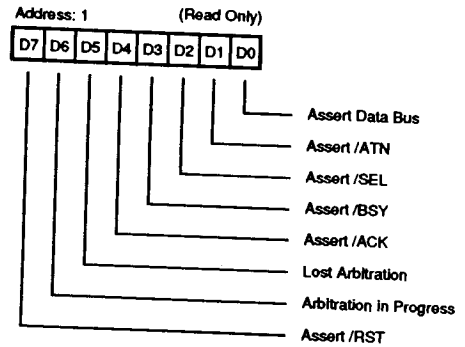 Address: 1 (Read Only)
D7 D6 D5 D4 D3 D2 D1 D0
Assert Data Bus
Assert /ATN
Assert /SEL
Assert /BSY
Assert /ACK
Lost Arbitration
Arbitration in Progress
Assert /RST